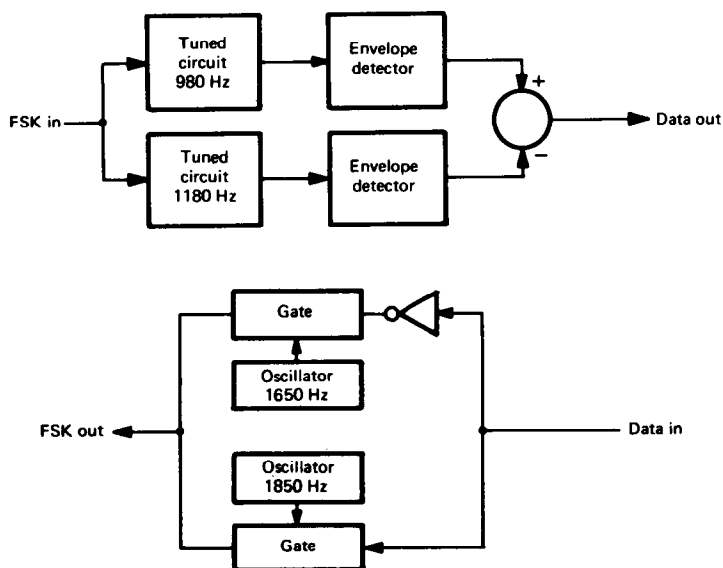 Tuned
circuit
980 Hz
Envelope
detector
+
FSK in
Data out
−
Tuned
circuit
1180 Hz
Envelope
detector
Gate
Oscillator
1650 Hz
FSK out
Data in
Oscillator
1850 Hz
Gate